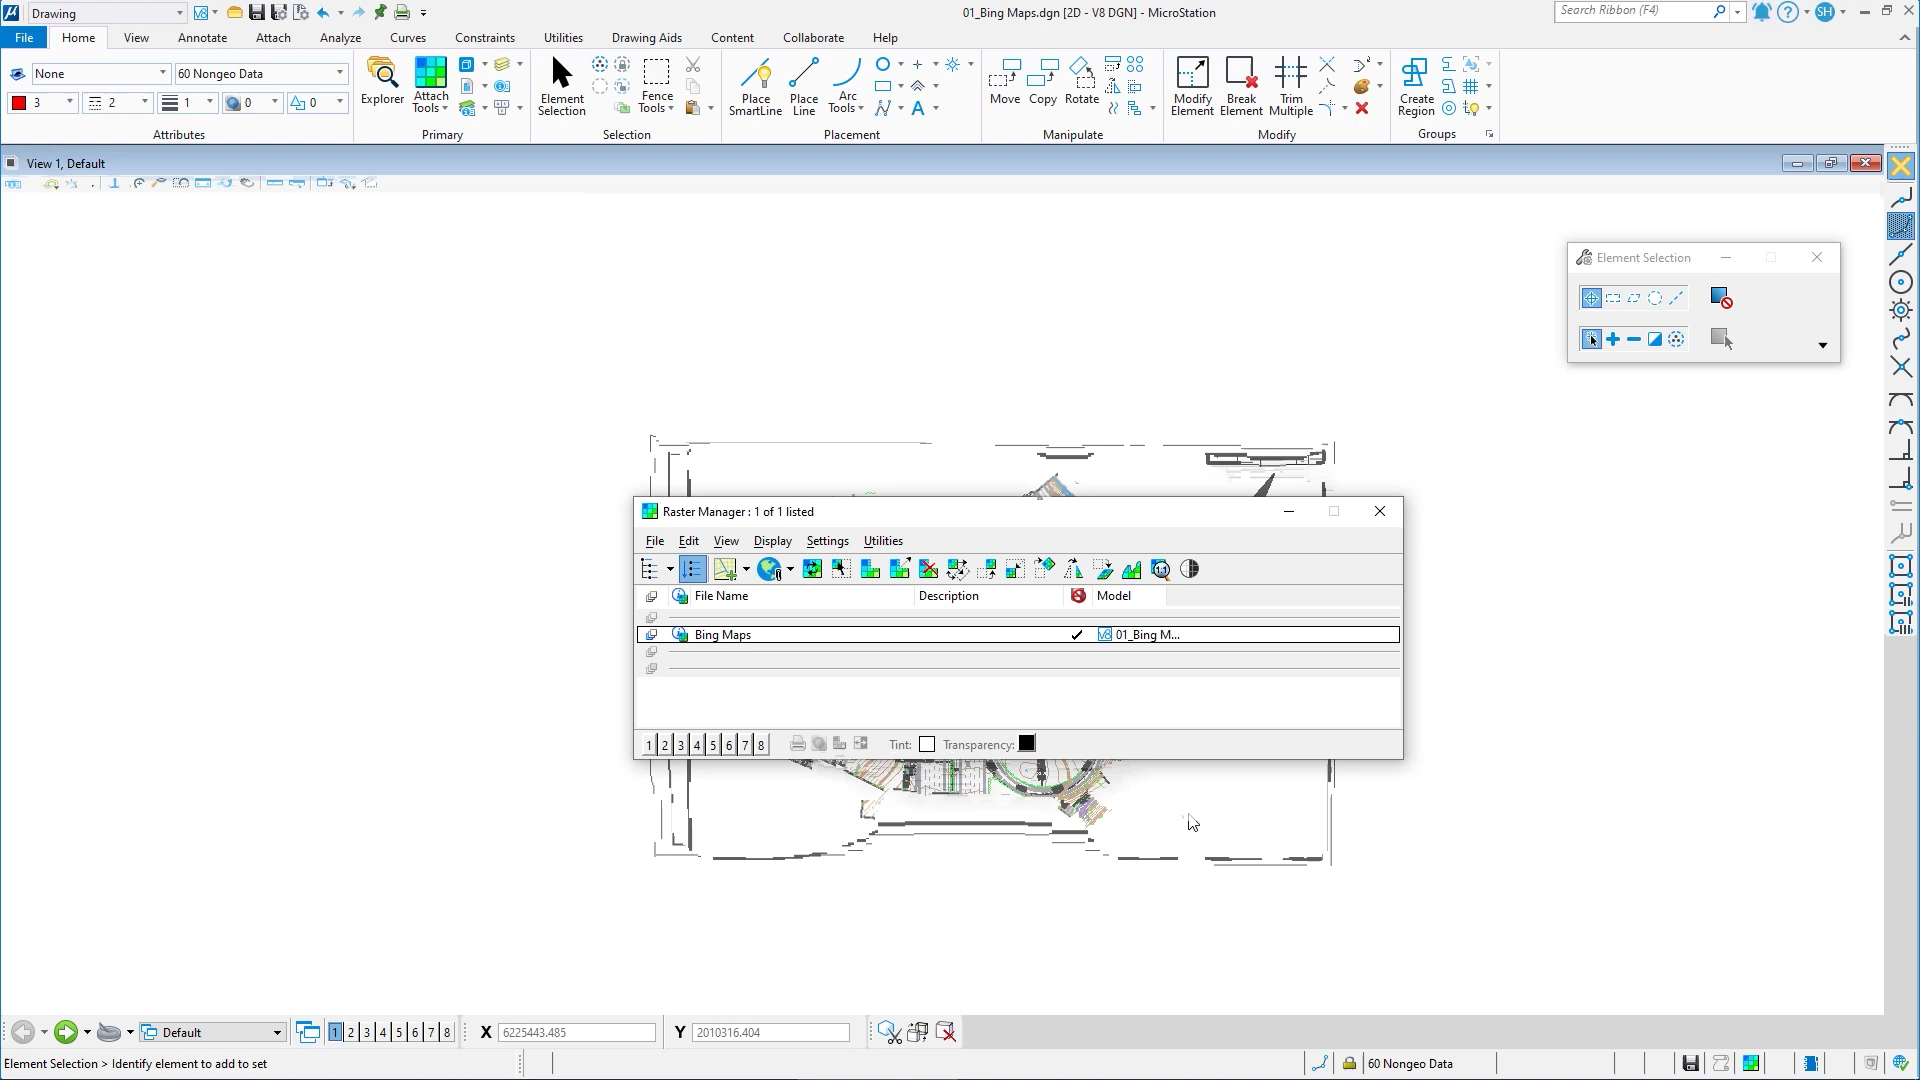 Drawing
V8
01_Bing Maps.dgn [2D - V8 DGN] - MicroStation
Search Ribbon (F4)
SH
File Home View Annotate Attach Analyze Curves Constraints Utilities Drawing Aids Content Collaborate Help
None
60 Nongeo Data
3 2 1 0 0
Explorer
Attach Tools
Element Selection
Fence Tools
Place SmartLine
Place Line
Arc Tools
Move
Copy
Rotate
Modify Element
Break Element
Trim Multiple
Create Region
Attributes Primary Selection Placement Manipulate Modify Groups
View 1, Default
Element Selection
Raster Manager : 1 of 1 listed
File Edit View Display Settings Utilities
File Name Description Model
Bing Maps V8 01_Bing M...
1 2 3 4 5 6 7 8 Tint: Transparency:
Default 1 2 3 4 5 6 7 8 X 6225443.485 Y 2010316.404
Element Selection > Identify element to add to set
60 Nongeo Data